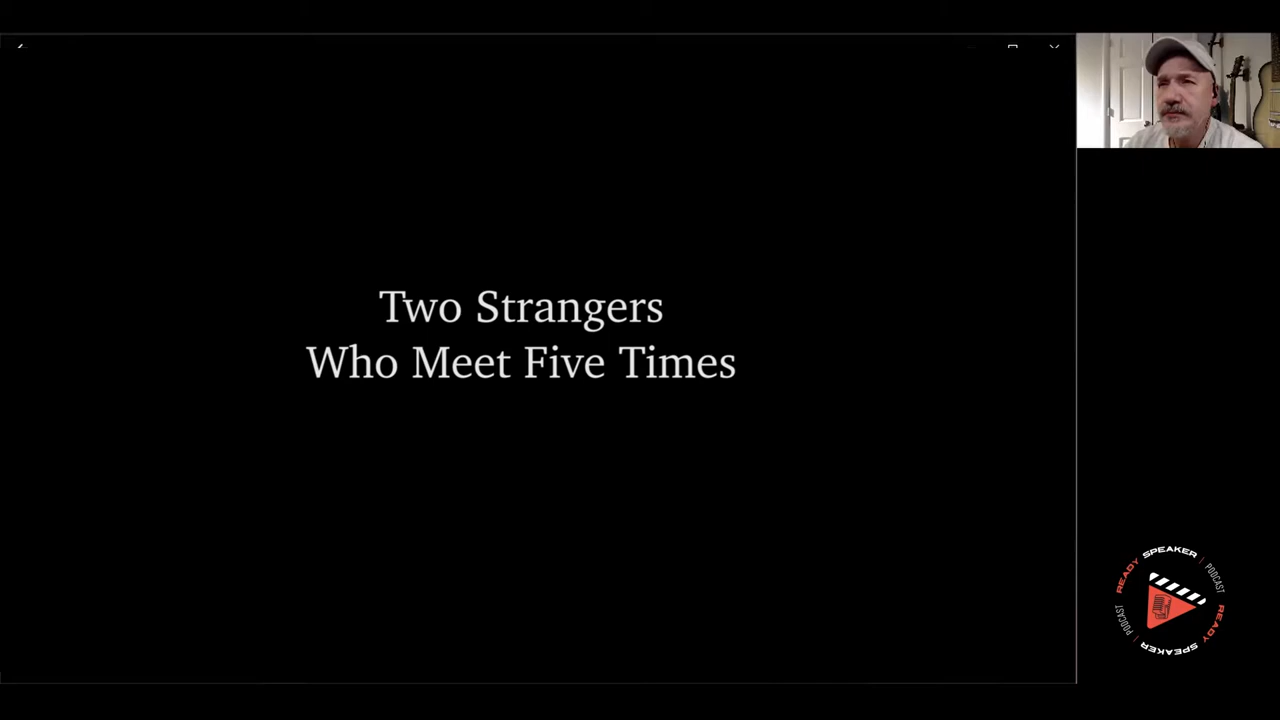 Two Strangers
Who Meet Five Times
READY SPEAKER | PODCAST
READY SPEAKER | PODCAST